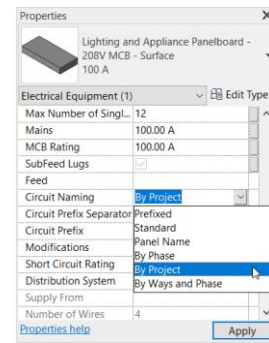 Properties
Lighting and Appliance Panelboard -
208V MCB - Surface
100 A
Electrical Equipment (1) Edit Type
Max Number of Singl... 12
Mains 100.00 A
MCB Rating 100.00 A
SubFeed Lugs
Feed
Circuit Naming By Project
Circuit Prefix Separator Prefixed
Circuit Prefix Standard
Modifications Panel Name
Short Circuit Rating By Phase
Distribution System By Project
Supply From By Ways and Phase
Number of Wires 4
Properties help Apply